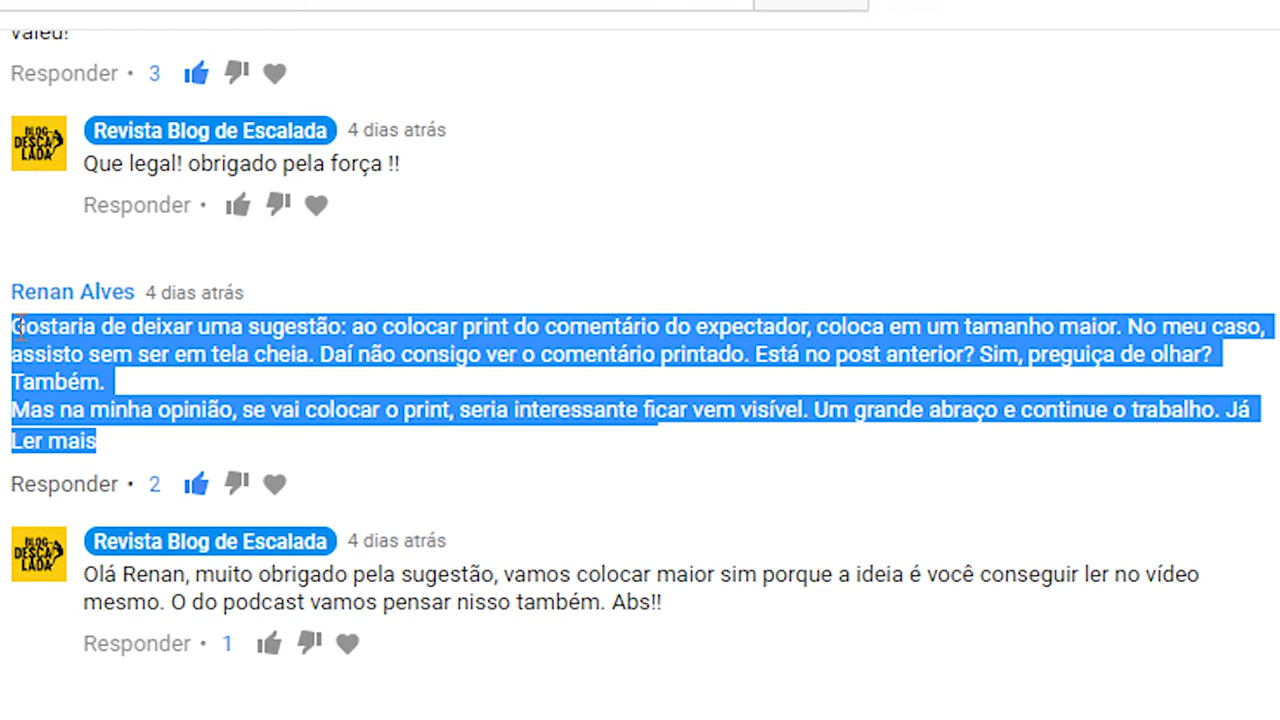 valeu!
Responder • 3
Revista Blog de Escalada 4 dias atrás
Que legal! obrigado pela força !!
Responder •
Renan Alves 4 dias atrás
Gostaria de deixar uma sugestão: ao colocar print do comentário do expectador, coloca em um tamanho maior. No meu caso,
assisto sem ser em tela cheia. Daí não consigo ver o comentário printado. Está no post anterior? Sim, preguiça de olhar?
Também.
Mas na minha opinião, se vai colocar o print, seria interessante ficar vem visível. Um grande abraço e continue o trabalho. Já
Ler mais
Responder • 2
BLOG
DESCA
LADA
Revista Blog de Escalada 4 dias atrás
Olá Renan, muito obrigado pela sugestão, vamos colocar maior sim porque a ideia é você conseguir ler no vídeo
mesmo. O do podcast vamos pensar nisso também. Abs!!
Responder • 1